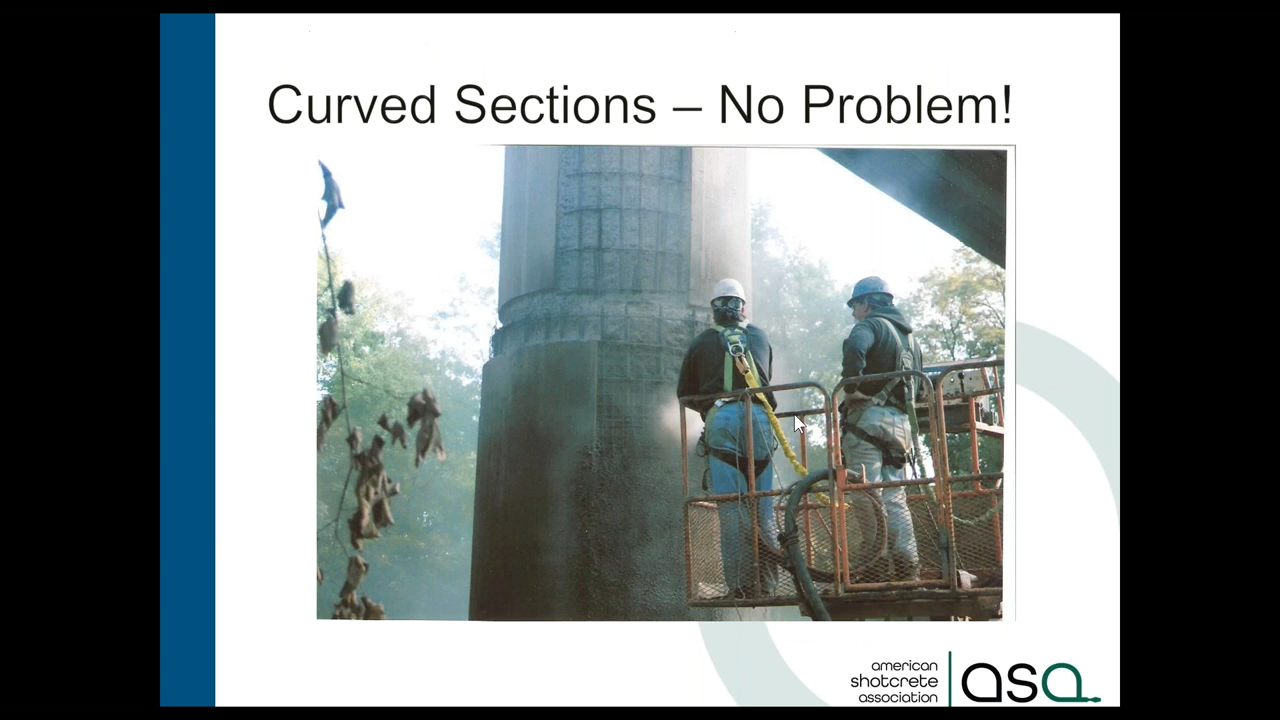 Curved Sections – No Problem!
american
shotcrete
association
asa